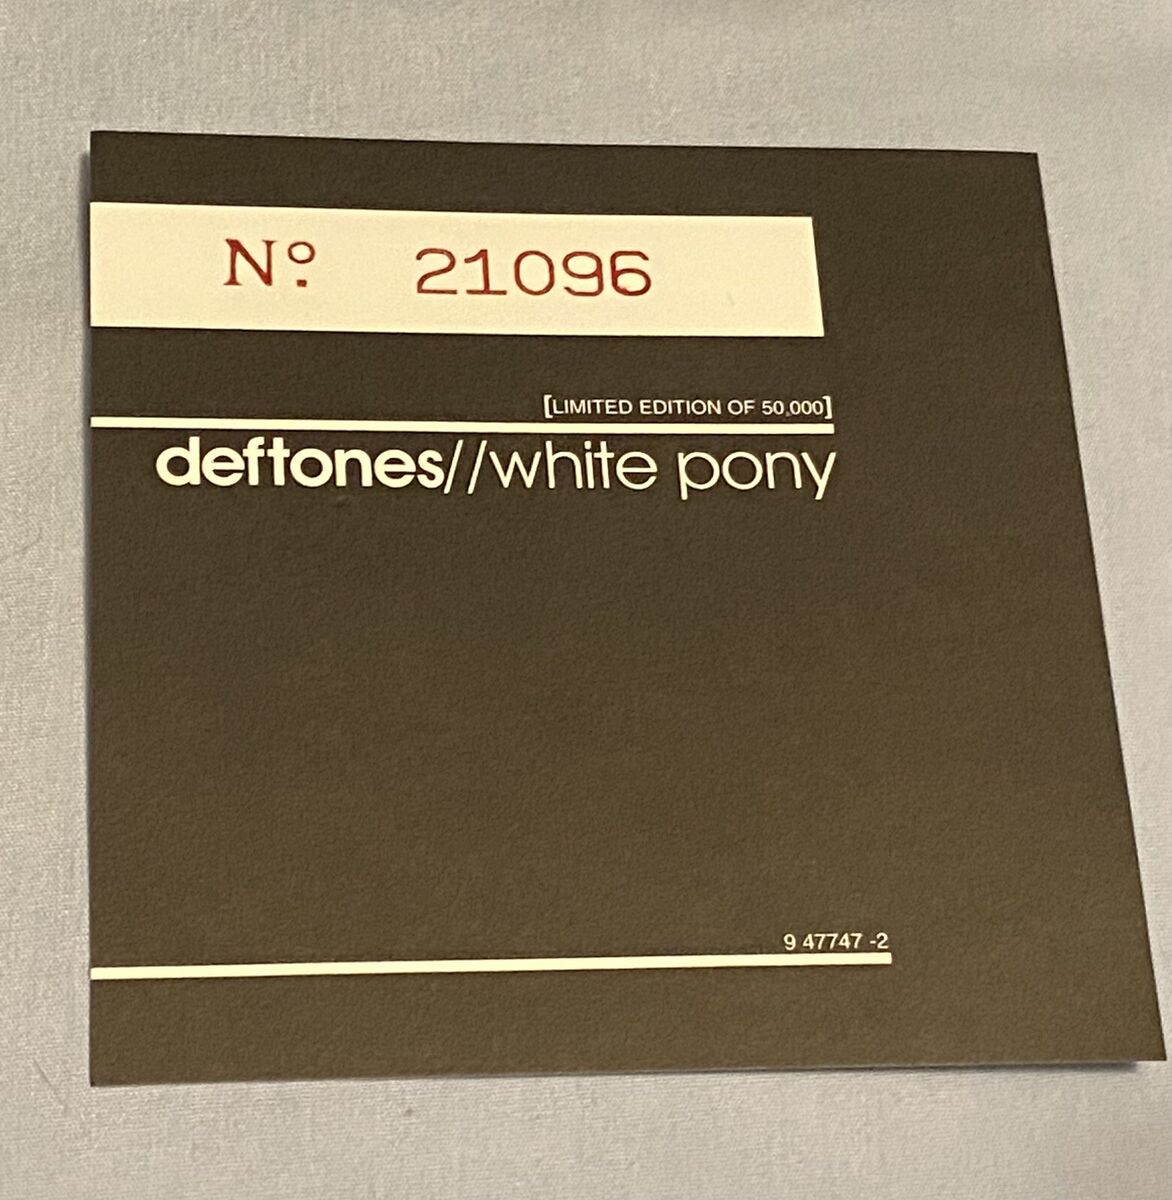 Nº. 21096
[LIMITED EDITION OF 50,000]
deftones//white pony
9 47747 -2